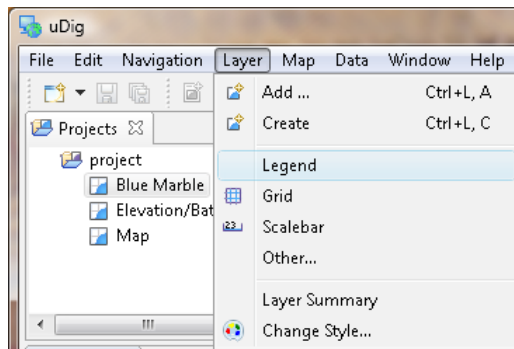 uDig
File Edit Navigation Layer Map Data Window Help
Add ... Ctrl+L, A
Create Ctrl+L, C
Projects
project
Blue Marble
Elevation/Bat
Map
Legend
Grid
23
Scalebar
Other...
Layer Summary
Change Style...